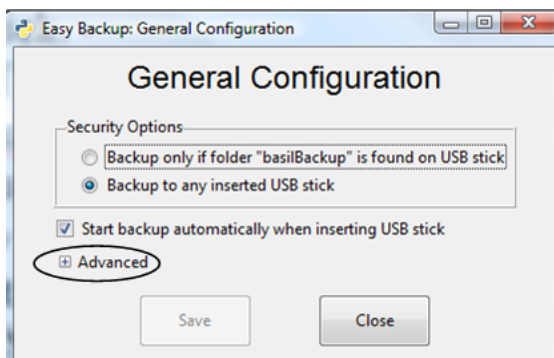 Easy Backup: General Configuration
General Configuration
Security Options
Backup only if folder "basilBackup" is found on USB stick
Backup to any inserted USB stick
Start backup automatically when inserting USB stick
Advanced
Save Close